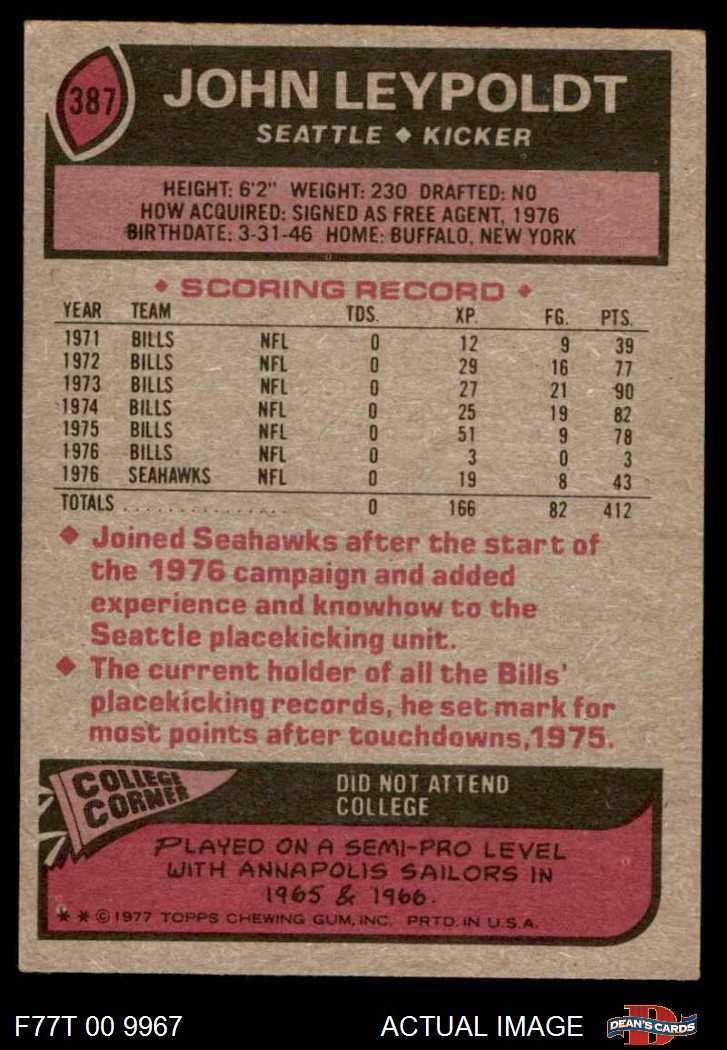 387
JOHN LEYPOLDT
SEATTLE ♦ KICKER
HEIGHT: 6'2" WEIGHT: 230 DRAFTED: NO
HOW ACQUIRED: SIGNED AS FREE AGENT, 1976
BIRTHDATE: 3-31-46 HOME: BUFFALO, NEW YORK
♦ SCORING RECORD ♦
YEAR TEAM TDS. XP. FG. PTS.
1971 BILLS NFL 0 12 9 39
1972 BILLS NFL 0 29 16 77
1973 BILLS NFL 0 27 21 90
1974 BILLS NFL 0 25 19 82
1975 BILLS NFL 0 51 9 78
1976 BILLS NFL 0 3 0 3
1976 SEAHAWKS NFL 0 19 8 43
TOTALS . . . . . . . . . . . . . . . . 0 166 82 412
♦ Joined Seahawks after the start of
the 1976 campaign and added
experience and knowhow to the
Seattle placekicking unit.
♦ The current holder of all the Bills'
placekicking records, he set mark for
most points after touchdowns,1975.
COLLEGE
CORNER
DID NOT ATTEND
COLLEGE
PLAYED ON A SEMI-PRO LEVEL
WITH ANNAPOLIS SAILORS IN
1965 & 1966.
* * © 1977 TOPPS CHEWING GUM, INC. PRTD. IN U.S.A.
F77T 00 9967
ACTUAL IMAGE
D
DEAN'S CARDS